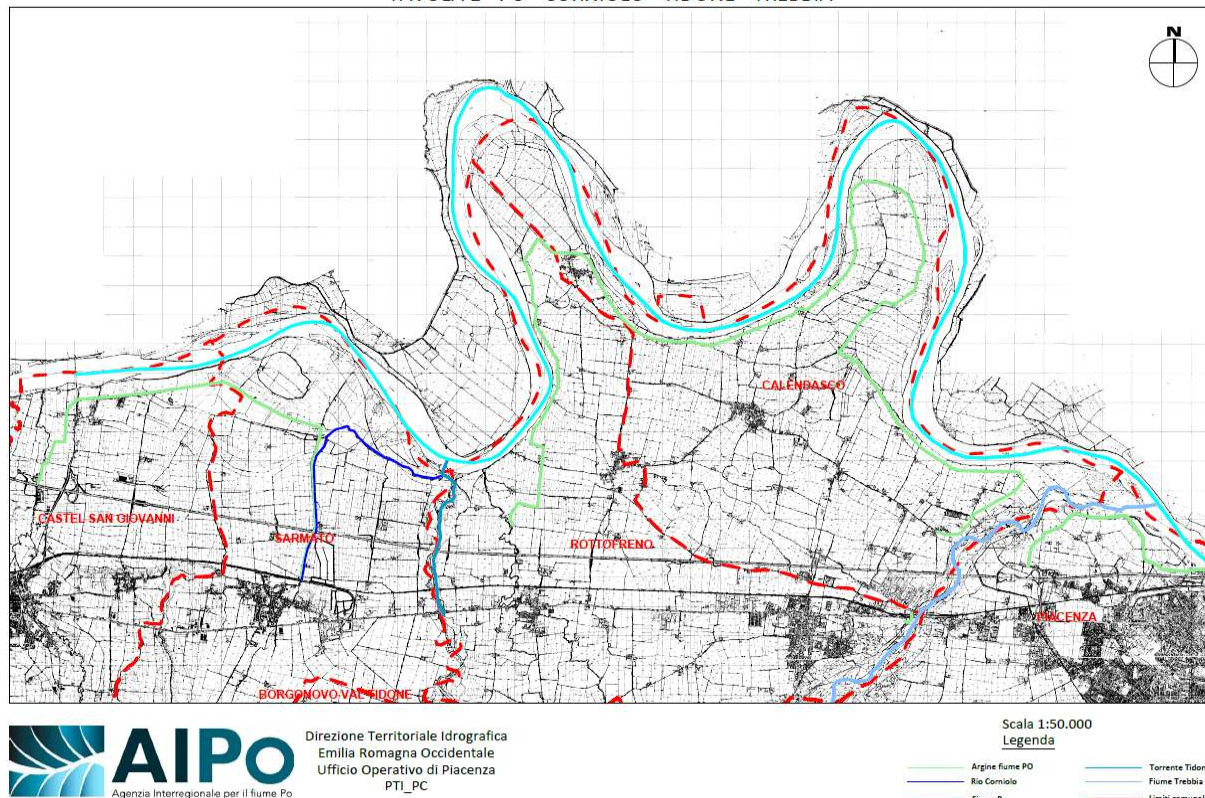 N
CALENDASCO
CASTEL SAN GIOVANNI
SARMATO
ROTTOFRENO
PIACENZA
BORGONOVO VAL TIDONE
AIPo
Agenzia Interregionale per il fiume Po
Direzione Territoriale Idrografica
Emilia Romagna Occidentale
Ufficio Operativo di Piacenza
PTI_PC
Scala 1:50.000
Legenda
Argine fiume PO
Rio Corniolo
Torrente Tidon
Fiume Trebbia